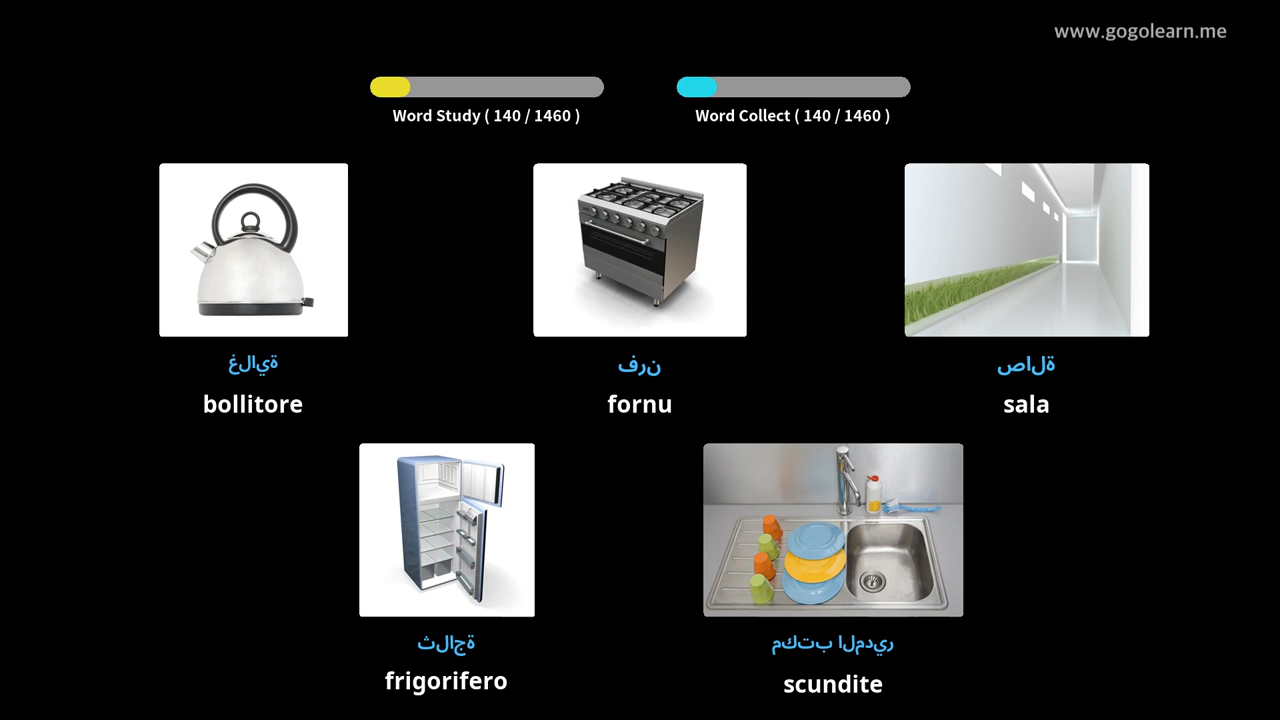 www.gogolearn.me
Word Study ( 140 / 1460 )
Word Collect ( 140 / 1460 )
غلاية
فرن
صالة
bollitore
fornu
sala
ثلاجة
مكتب المدير
frigorifero
scundite